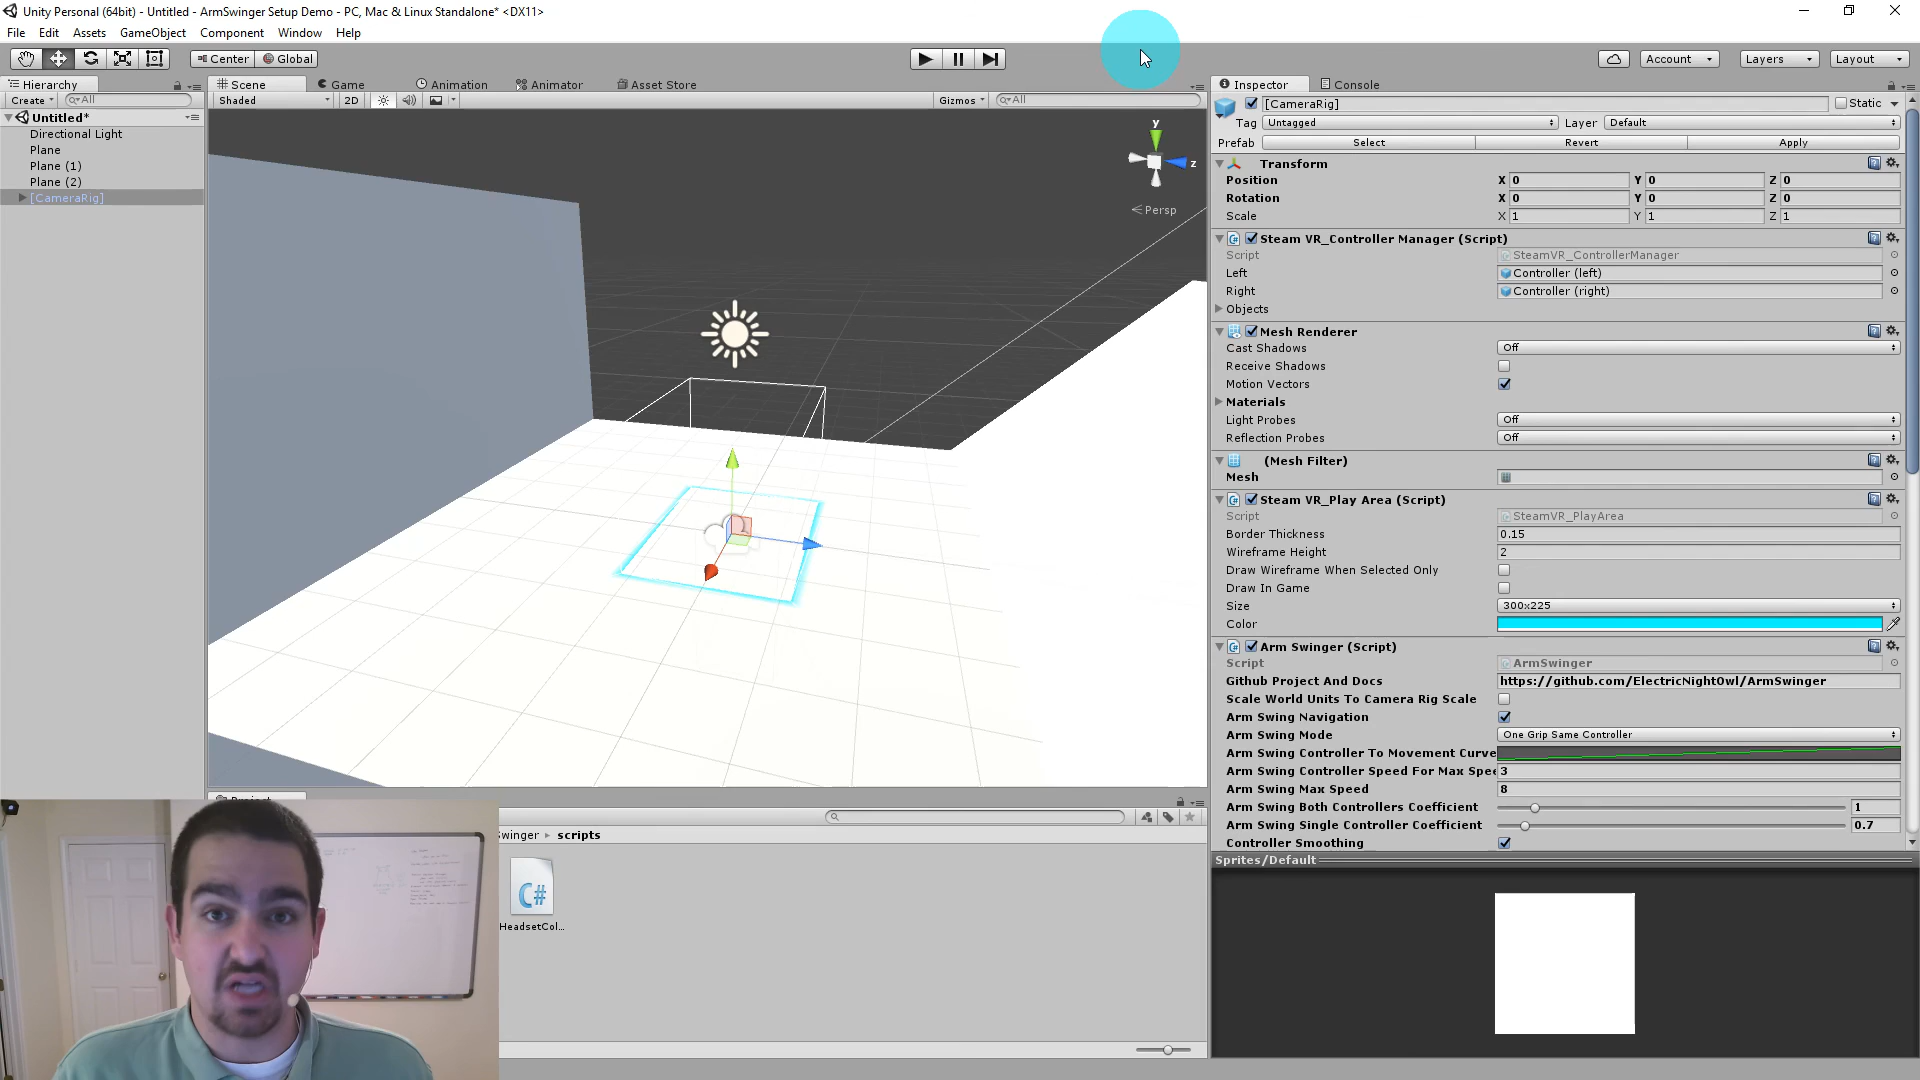 Unity Personal (64bit) - Untitled - ArmSwinger Setup Demo - PC, Mac & Linux Standalone* <DX11>
File Edit Assets GameObject Component Window Help
Center Global
Account Layers Layout
Hierarchy
Create All
Untitled*
Directional Light
Plane
Plane (1)
Plane (2)
[CameraRig]
Scene Game Animation Animator Asset Store
Shaded 2D Gizmos All
y
z
Persp
Project
Swinger scripts
C#
HeadsetCol...
Inspector Console
[CameraRig] Static
Tag Untagged Layer Default
Prefab Select Revert Apply
Transform
Position X 0 Y 0 Z 0
Rotation X 0 Y 0 Z 0
Scale X 1 Y 1 Z 1
Steam VR_Controller Manager (Script)
Script SteamVR_ControllerManager
Left Controller (left)
Right Controller (right)
Objects
Mesh Renderer
Cast Shadows Off
Receive Shadows
Motion Vectors
Materials
Light Probes Off
Reflection Probes Off
(Mesh Filter)
Mesh
Steam VR_Play Area (Script)
Script SteamVR_PlayArea
Border Thickness 0.15
Wireframe Height 2
Draw Wireframe When Selected Only
Draw In Game
Size 300x225
Color
Arm Swinger (Script)
Script ArmSwinger
Github Project And Docs https://github.com/ElectricNightOwl/ArmSwinger
Scale World Units To Camera Rig Scale
Arm Swing Navigation
Arm Swing Mode One Grip Same Controller
Arm Swing Controller To Movement Curve
Arm Swing Controller Speed For Max Spee 3
Arm Swing Max Speed 8
Arm Swing Both Controllers Coefficient 1
Arm Swing Single Controller Coefficient 0.7
Controller Smoothing
Sprites/Default